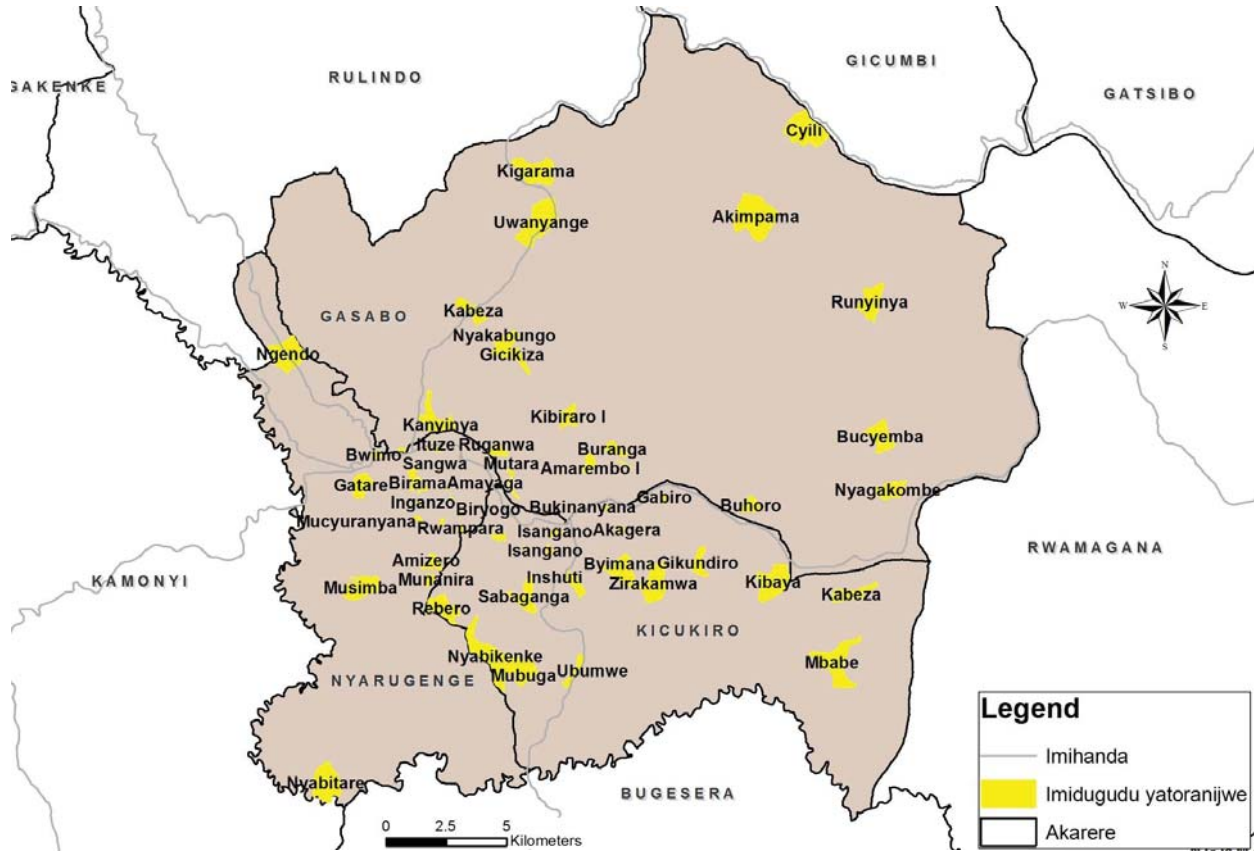 GAKENKE
RULINDO
GICUMBI
GATSIBO
Cyili
Kigarama
Uwanyange
Akimpama
N
W
E
S
Runyinya
GASABO
Kabeza
Nyakabungo
Gicikiza
Ngendo
Kanyinya
Kibiraro I
Ituze
Ruganwa
Buranga
Bucyemba
Bwimo
Sangwa
Mutara
Amarembo I
Gatare
Birama
Amayaga
Nyagakombe
Inganzo
Biryogo
Bukinanyana
Gabiro
Buhoro
Mucyuranyana
Rwampara
Isangano
Akagera
Isangano
RWAMAGANA
KAMONYI
Amizero
Byimana
Gikundiro
Munanira
Musimba
Inshuti
Zirakamwa
Kibaya
Kabeza
Sabaganga
Rebero
KICUKIRO
Nyabikenke
Mbabe
NYARUGENGE
Mubuga
Ubumwe
Nyabitare
BUGESERA
0 2.5 5
Kilometers
Legend
Imihanda
Imidugudu yatoranijwe
Akarere